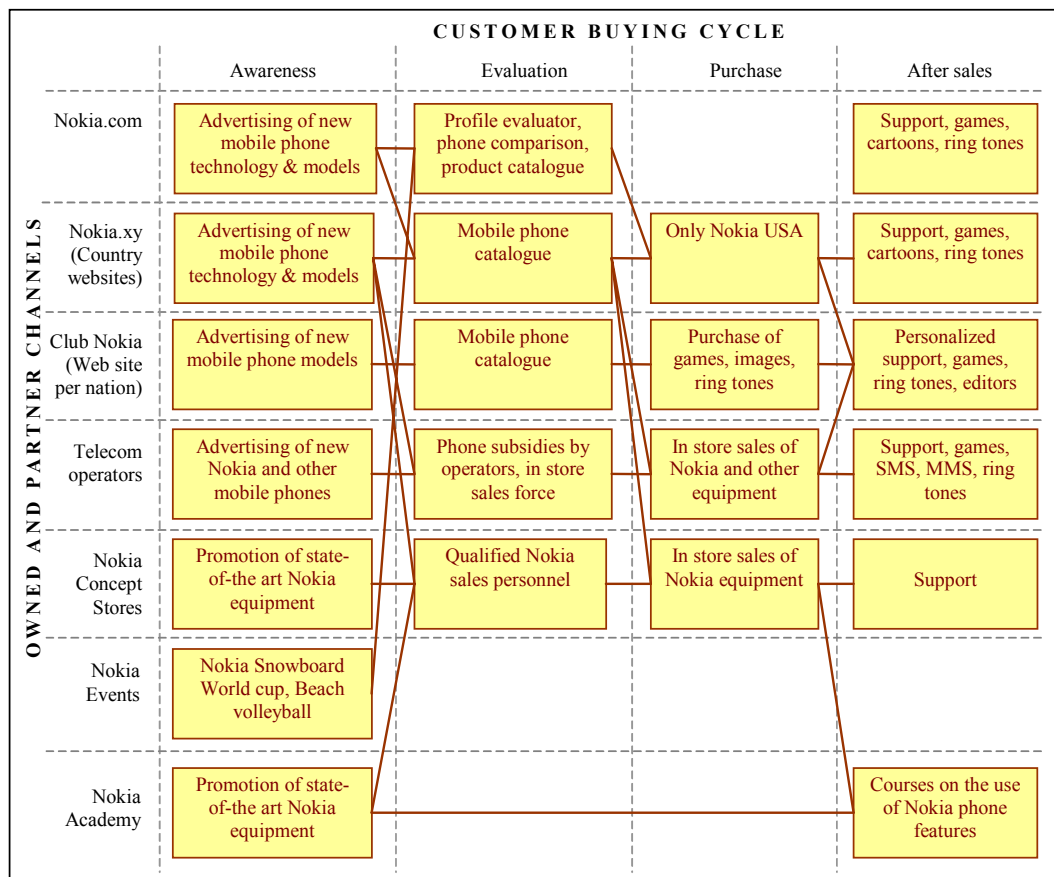 CUSTOMER BUYING CYCLE
Awareness
Evaluation
Purchase
After sales
OWNED AND PARTNER CHANNELS
Nokia.com
Advertising of new
mobile phone
technology & models
Profile evaluator,
phone comparison,
product catalogue
Support, games,
cartoons, ring tones
Nokia.xy
(Country
websites)
Advertising of new
mobile phone
technology & models
Mobile phone
catalogue
Only Nokia USA
Support, games,
cartoons, ring tones
Club Nokia
(Web site
per nation)
Advertising of new
mobile phone models
Mobile phone
catalogue
Purchase of
games, images,
ring tones
Personalized
support, games,
ring tones, editors
Telecom
operators
Advertising of new
Nokia and other
mobile phones
Phone subsidies by
operators, in store
sales force
In store sales of
Nokia and other
equipment
Support, games,
SMS, MMS, ring
tones
Nokia
Concept
Stores
Promotion of state-
of-the art Nokia
equipment
Qualified Nokia
sales personnel
In store sales of
Nokia equipment
Support
Nokia
Events
Nokia Snowboard
World cup, Beach
volleyball
Nokia
Academy
Promotion of state-
of-the art Nokia
equipment
Courses on the use
of Nokia phone
features